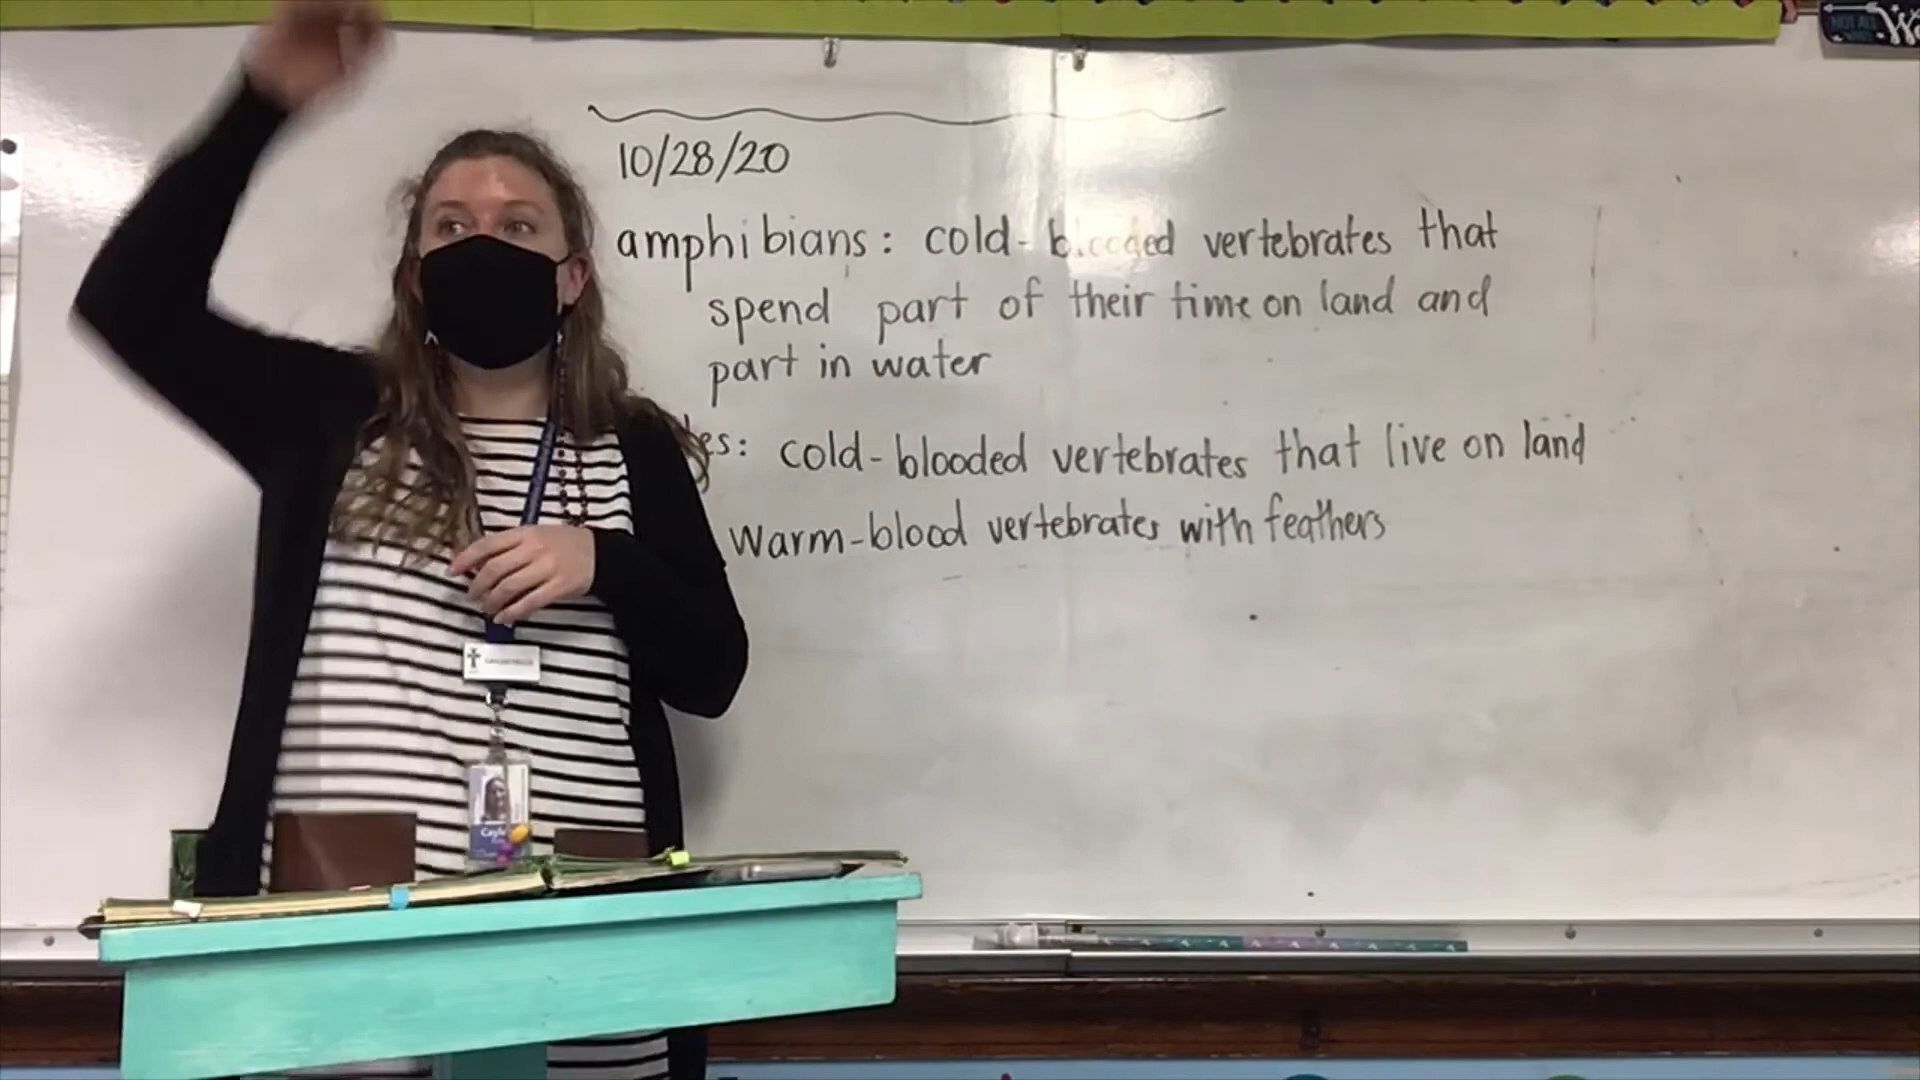 10/28/20
amphibians: cold-blooded vertebrates that
spend part of their time on land and
part in water
cold-blooded vertebrates that live on land
warm-blood vertebrates with feathers